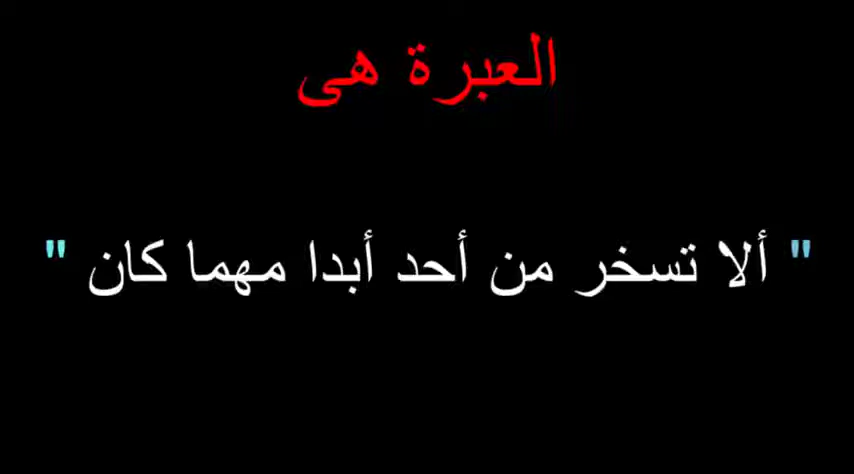 العبرة هى
" ألا تسخر من أحد أبدا مهما كان "